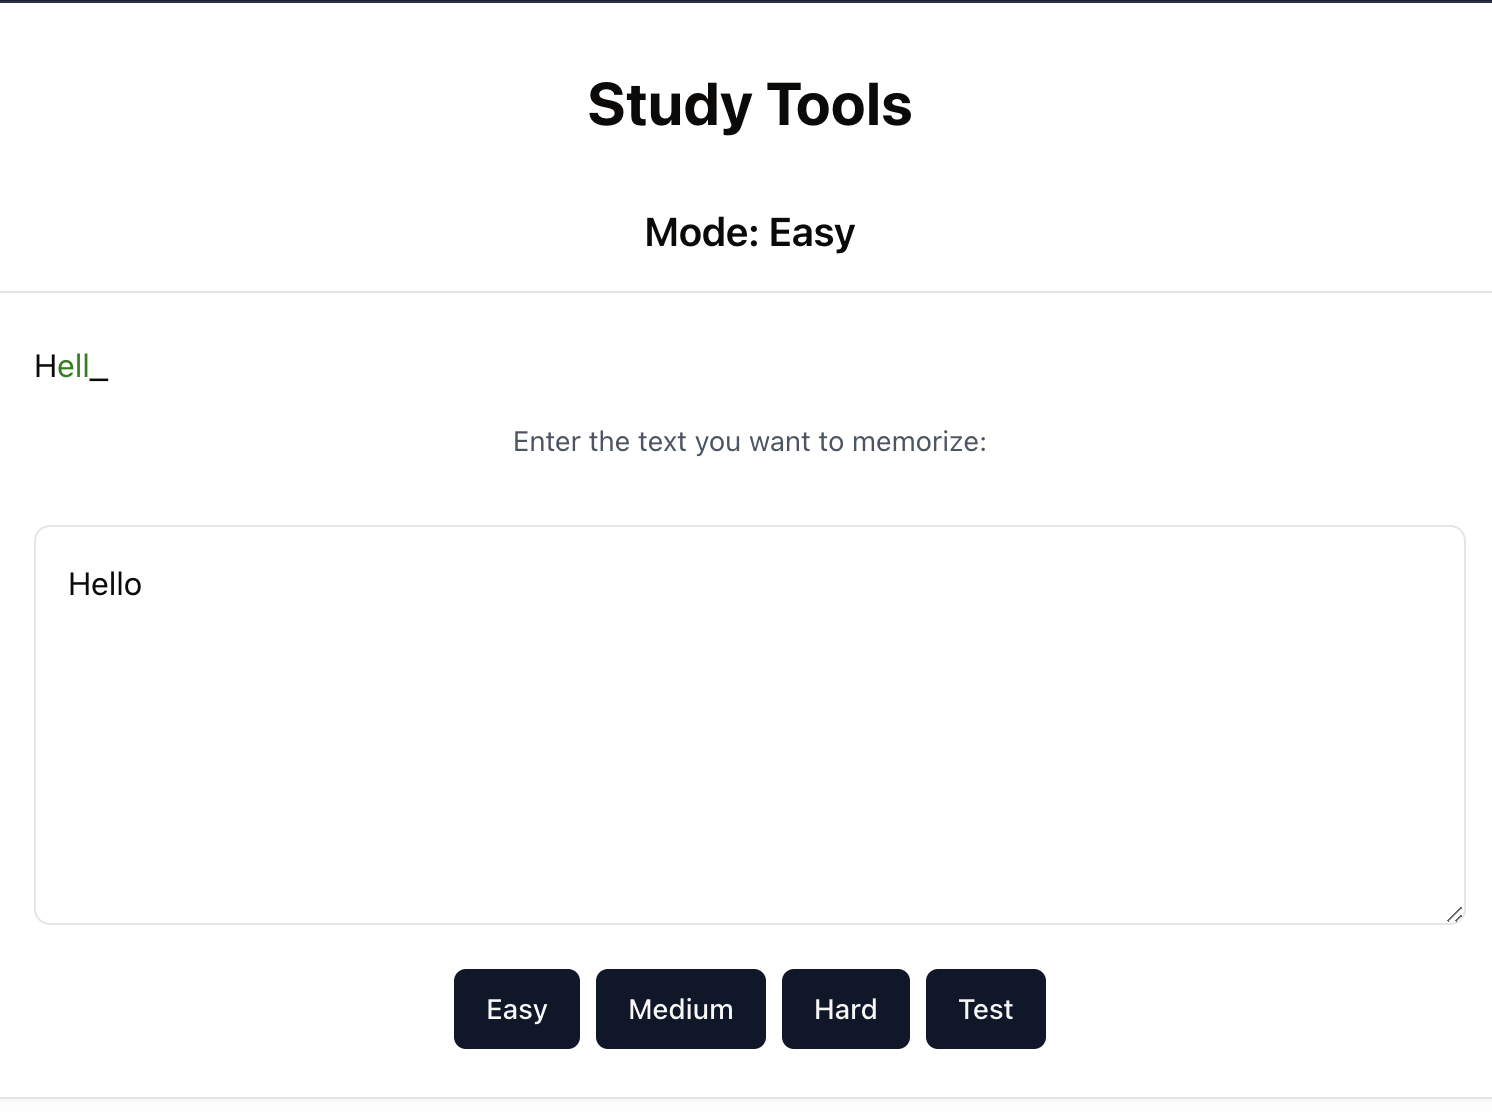 Study Tools
Mode: Easy
Hell_
Enter the text you want to memorize:
Hello
Easy Medium Hard Test